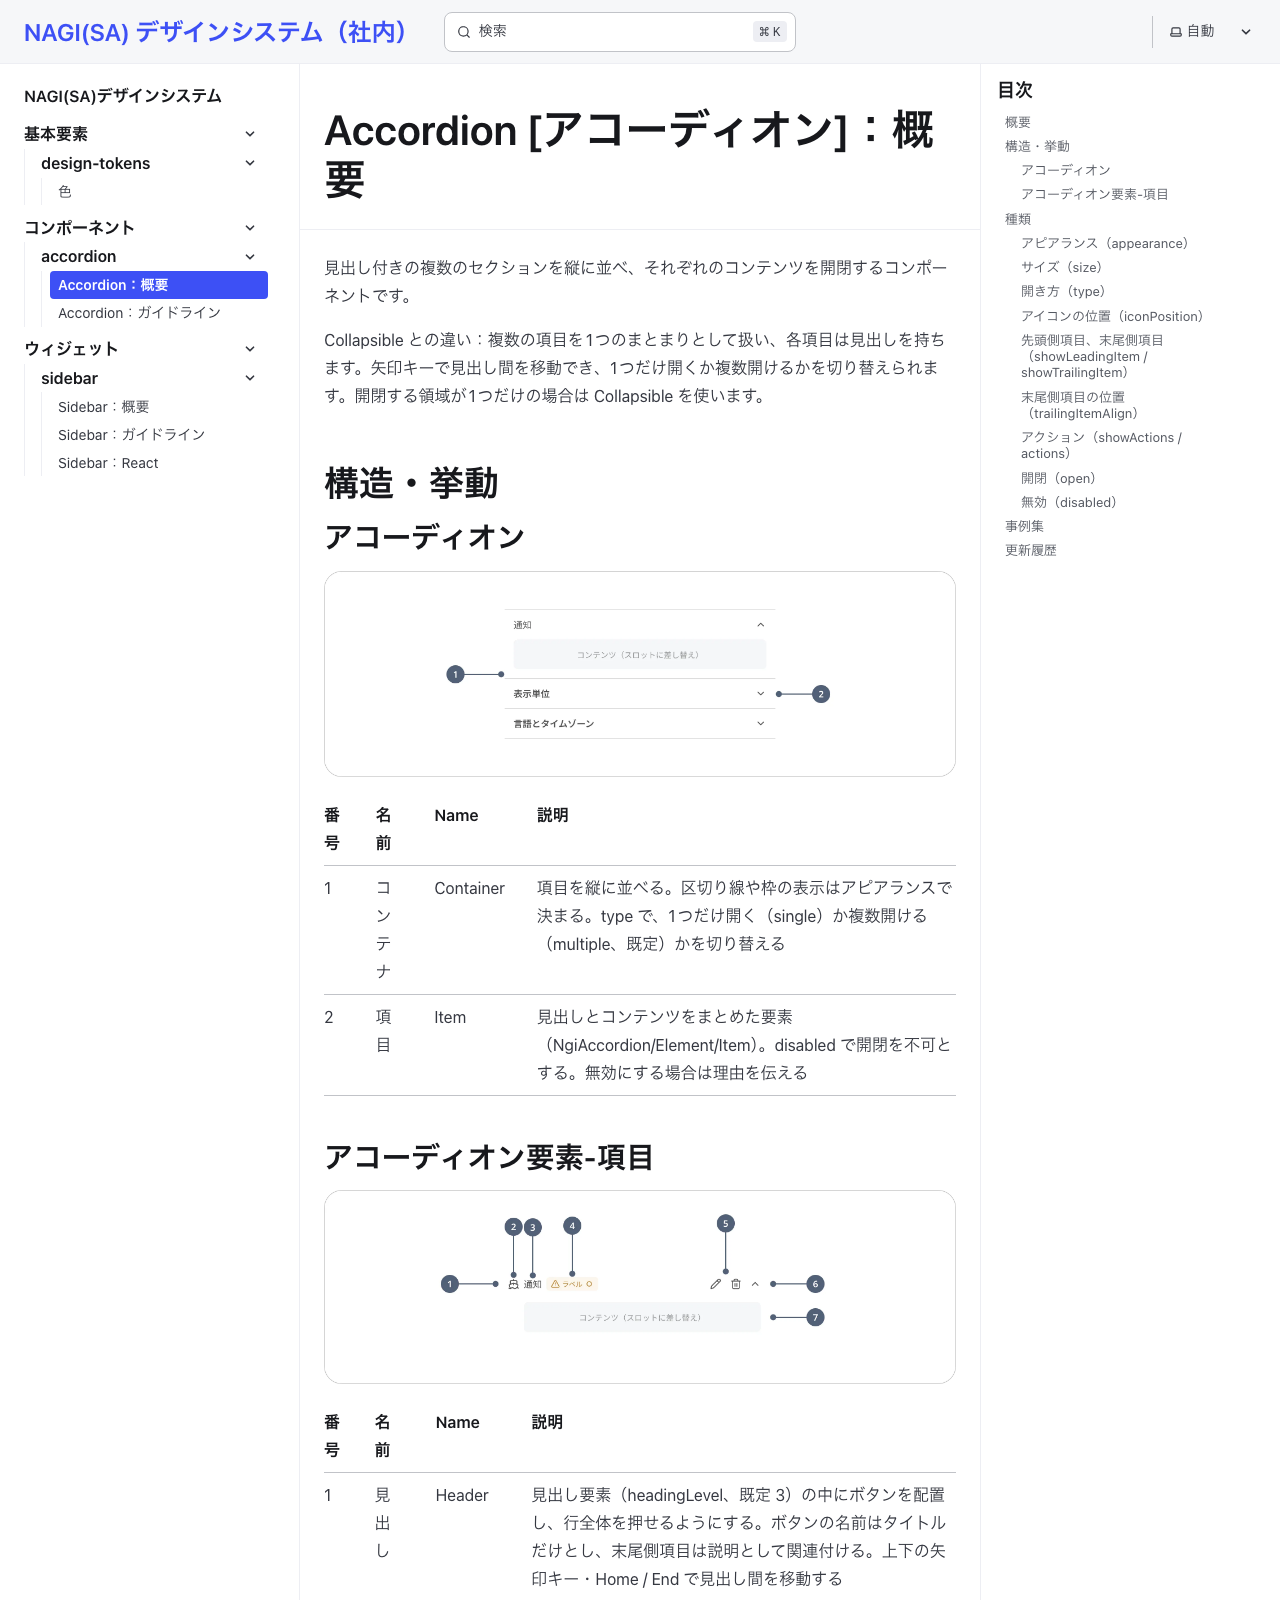 NAGI(SA) デザインシステム（社内）
検索
⌘ K
自動
NAGI(SA)デザインシステム
基本要素
design-tokens
色
コンポーネント
accordion
Accordion：概要
Accordion：ガイドライン
ウィジェット
sidebar
Sidebar：概要
Sidebar：ガイドライン
Sidebar：React
Accordion [アコーディオン]：概
要
見出し付きの複数のセクションを縦に並べ、それぞれのコンテンツを開閉するコンポー
ネントです。
Collapsible との違い：複数の項目を1つのまとまりとして扱い、各項目は見出しを持ち
ます。矢印キーで見出し間を移動でき、1つだけ開くか複数開けるかを切り替えられま
す。開閉する領域が1つだけの場合は Collapsible を使います。
構造・挙動
アコーディオン
通知
コンテンツ（スロットに差し替え）
1
表示単位
2
言語とタイムゾーン
番
号
名
前
Name
説明
1
コ
ン
テ
ナ
Container
項目を縦に並べる。区切り線や枠の表示はアピアランスで
決まる。type で、1つだけ開く（single）か複数開ける
（multiple、既定）かを切り替える
2
項
目
Item
見出しとコンテンツをまとめた要素
（NgiAccordion/Element/Item）。disabled で開閉を不可と
する。無効にする場合は理由を伝える
アコーディオン要素-項目
2
3
4
5
1
通知
ラベル
6
コンテンツ（スロットに差し替え）
7
番
号
名
前
Name
説明
1
見
出
し
Header
見出し要素（headingLevel、既定 3）の中にボタンを配置
し、行全体を押せるようにする。ボタンの名前はタイトル
だけとし、末尾側項目は説明として関連付ける。上下の矢
印キー・Home / End で見出し間を移動する
目次
概要
構造・挙動
アコーディオン
アコーディオン要素-項目
種類
アピアランス（appearance）
サイズ（size）
開き方（type）
アイコンの位置（iconPosition）
先頭側項目、末尾側項目
（showLeadingItem /
showTrailingItem）
末尾側項目の位置
（trailingItemAlign）
アクション（showActions /
actions）
開閉（open）
無効（disabled）
事例集
更新履歴